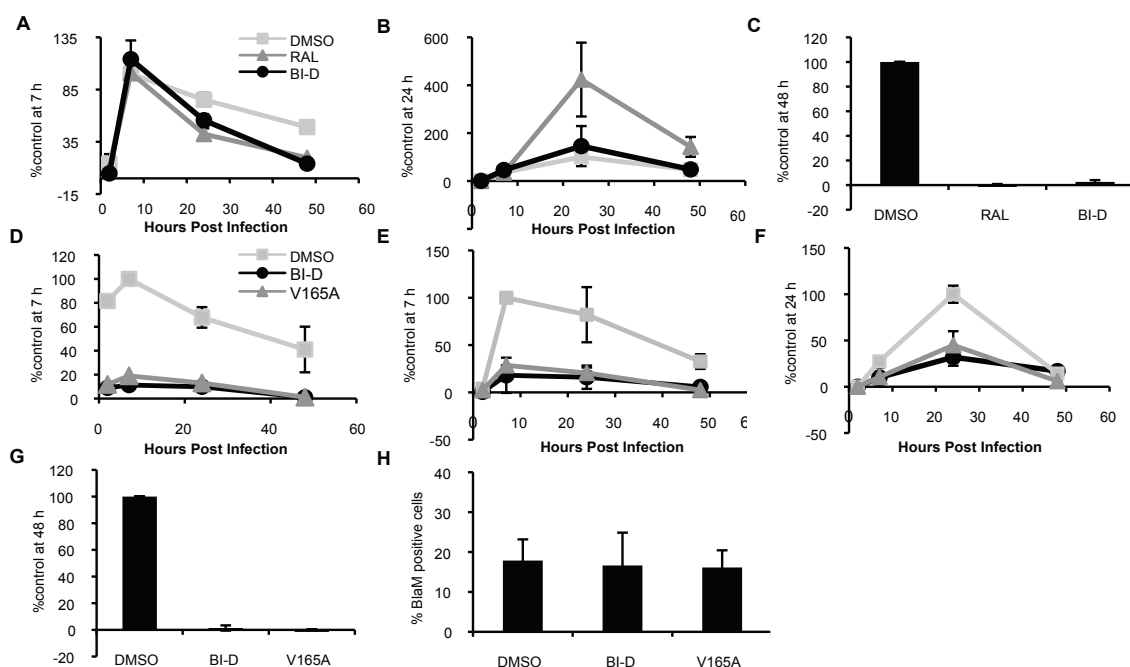 A
%control at 7 h
135
85
35
-15
0 10 20 30 40 50 60
Hours Post Infection
DMSO
RAL
BI-D
B
%control at 24 h
600
400
200
0
0 10 20 30 40 50 60
Hours Post Infection
C
%control at 48 h
120
100
80
60
40
20
0
-20
DMSO RAL BI-D
D
%control at 7 h
120
100
80
60
40
20
0
0 20 40 60
Hours Post Infection
DMSO
BI-D
V165A
E
%control at 7 h
150
100
50
0
-50
0 10 20 30 40 50 60
Hours Post Infection
F
%control at 24 h
150
100
50
0
-50
0 10 20 30 40 50 60
Hours Post Infection
G
%control at 48 h
120
100
80
60
40
20
0
-20
DMSO BI-D V165A
H
% BlaM positive cells
40
30
20
10
0
DMSO BI-D V165A